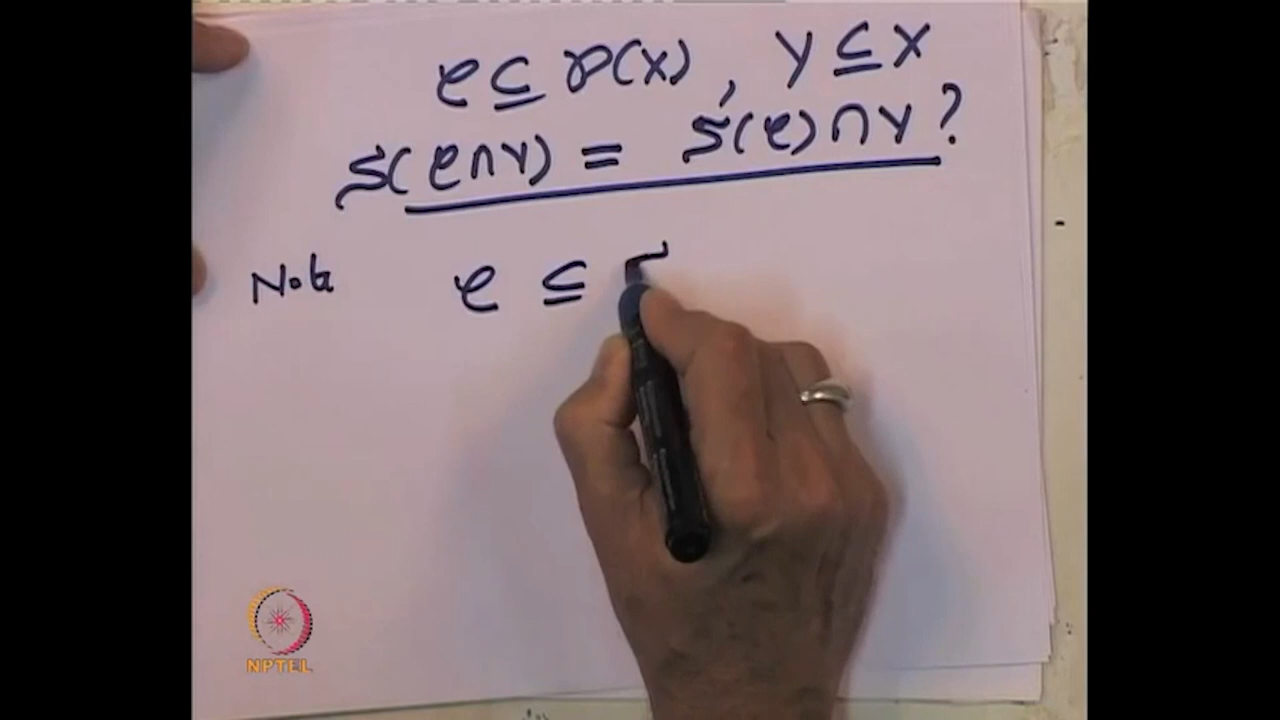 𝒞 ⊆ 𝒫(X), Y ⊆ X
S(𝒞∩Y) = S(𝒞)∩Y ?
Note 𝒞 ⊆
NPTEL